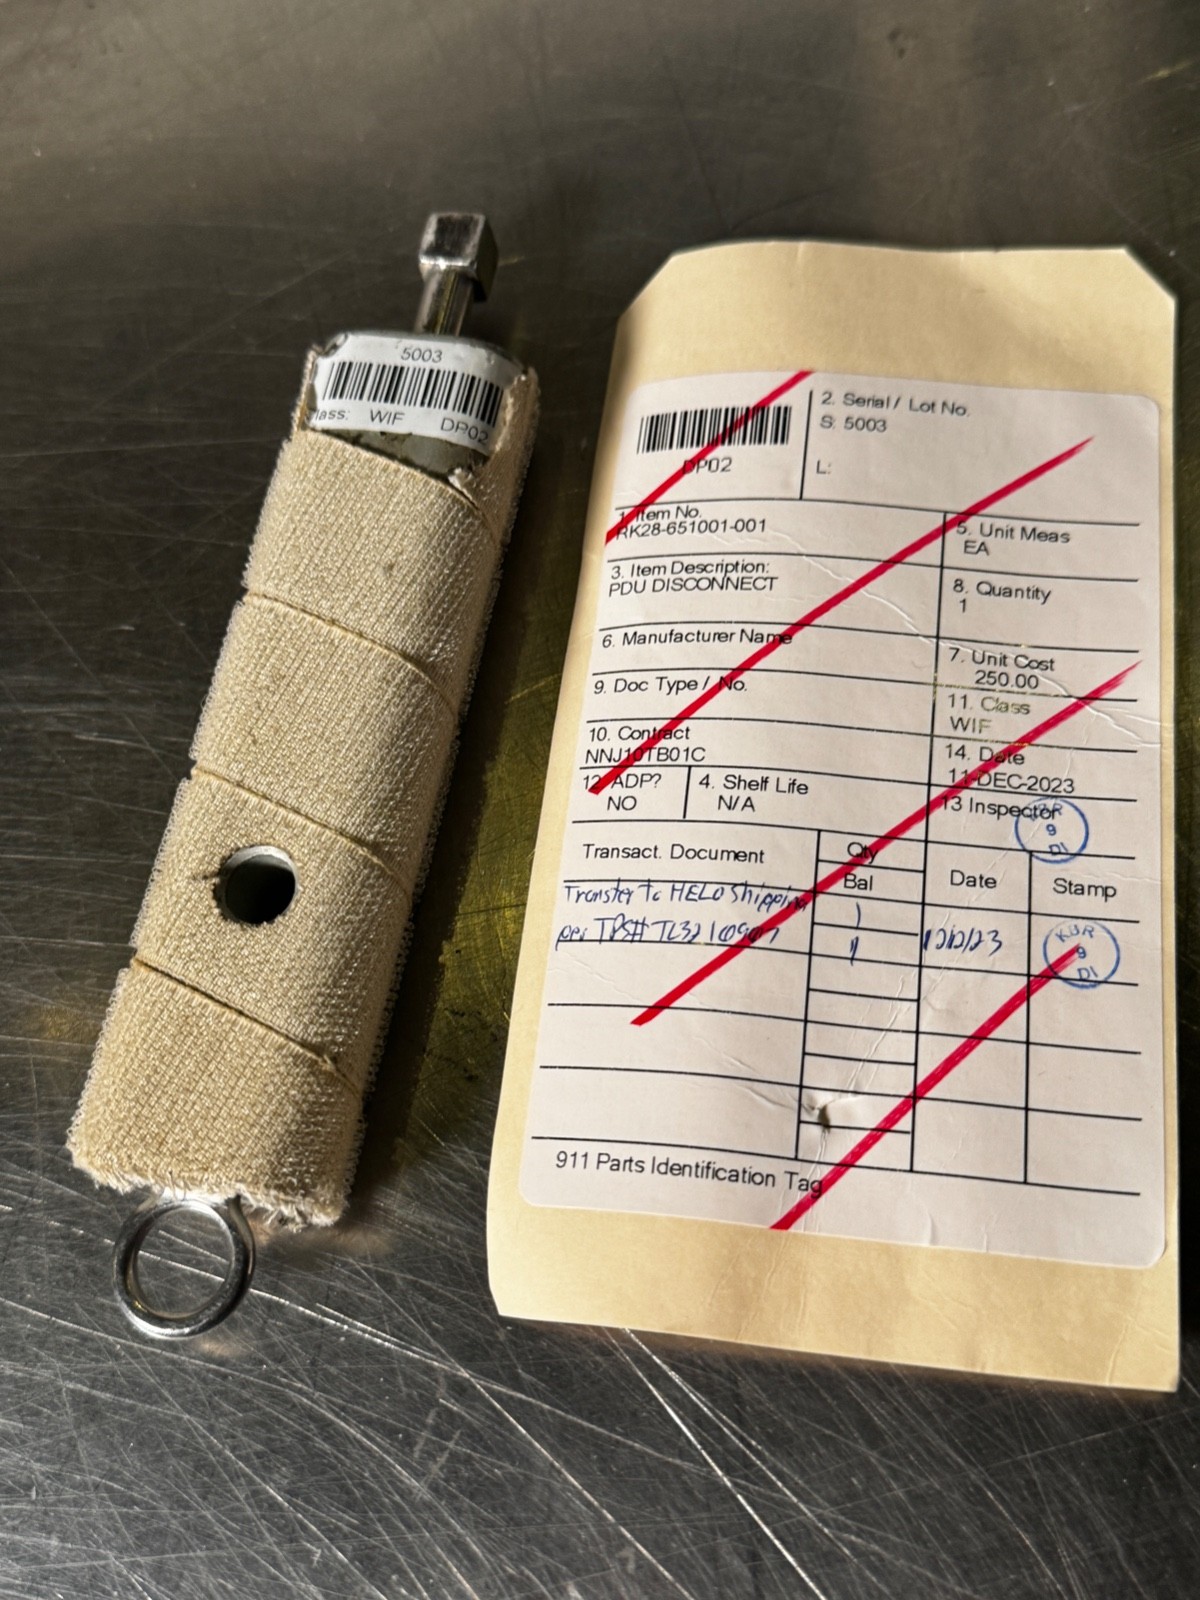 5003
lass: WIF DP02
DP02
2. Serial / Lot No.
S: 5003
L:
1. Item No.
RK28-651001-001
5. Unit Meas
EA
3. Item Description:
PDU DISCONNECT
8. Quantity
1
6. Manufacturer Name
7. Unit Cost
250.00
9. Doc Type / No.
11. Class
WIF
10. Contract
NNJ10TB01C
14. Date
11-DEC-2023
12. ADP?
NO
4. Shelf Life
N/A
13 Inspector
KBR
9
DI
Transact. Document
Qty
Bal
Date
Stamp
Transfer to HELO Shipping
1
per TPS#
1
KBR
9
DI
911 Parts Identification Tag